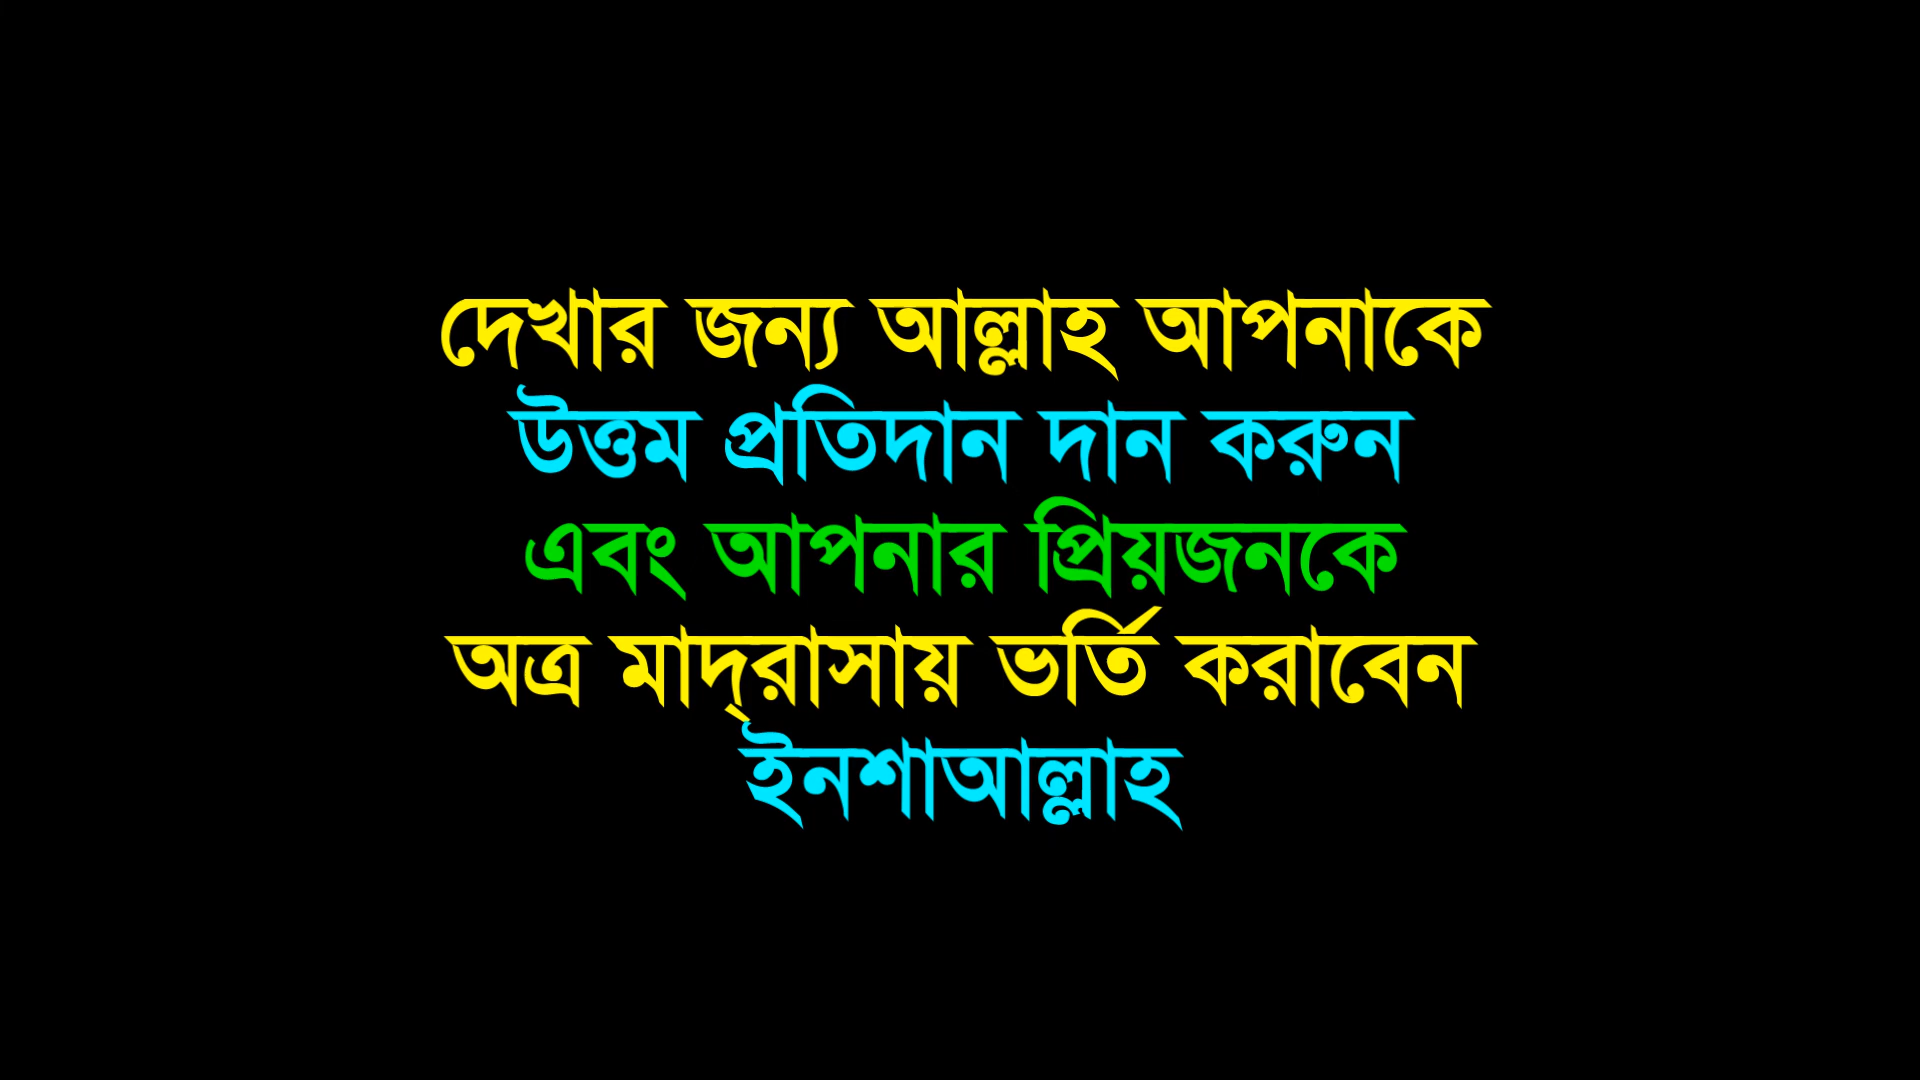 দেখার জন্য আল্লাহ আপনাকে
উত্তম প্রতিদান দান করুন
এবং আপনার প্রিয়জনকে
অত্র মাদ্‌রাসায় ভর্তি করাবেন
ইনশাআল্লাহ